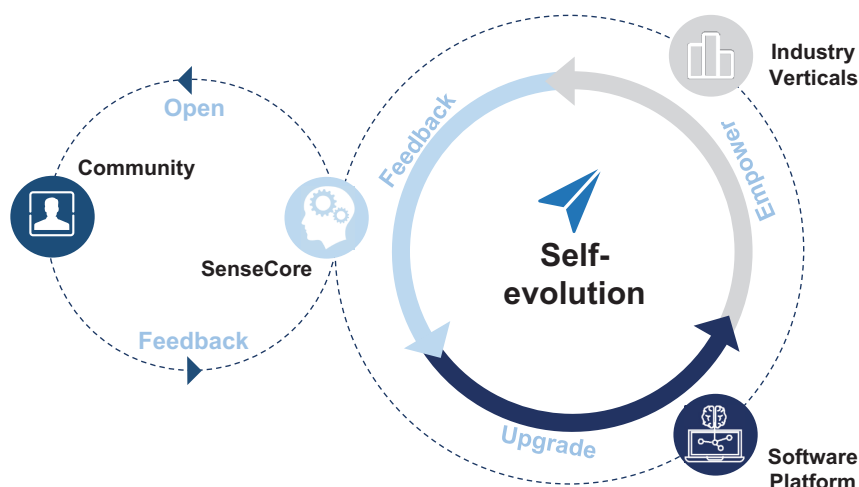 Industry
Verticals
Open
Feedback
Community
Empower
SenseCore
Self-
evolution
Feedback
Upgrade
Software
Platform